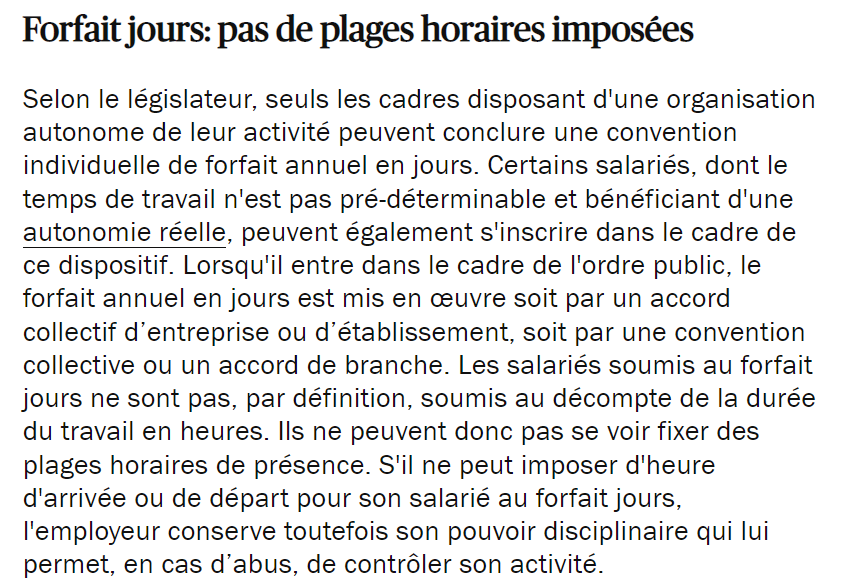 Forfait jours: pas de plages horaires imposées
Selon le législateur, seuls les cadres disposant d'une organisation
autonome de leur activité peuvent conclure une convention
individuelle de forfait annuel en jours. Certains salariés, dont le
temps de travail n'est pas pré-déterminable et bénéficiant d'une
autonomie réelle, peuvent également s'inscrire dans le cadre de
ce dispositif. Lorsqu'il entre dans le cadre de l'ordre public, le
forfait annuel en jours est mis en œuvre soit par un accord
collectif d’entreprise ou d’établissement, soit par une convention
collective ou un accord de branche. Les salariés soumis au forfait
jours ne sont pas, par définition, soumis au décompte de la durée
du travail en heures. Ils ne peuvent donc pas se voir fixer des
plages horaires de présence. S'il ne peut imposer d'heure
d'arrivée ou de départ pour son salarié au forfait jours,
l'employeur conserve toutefois son pouvoir disciplinaire qui lui
permet, en cas d’abus, de contrôler son activité.